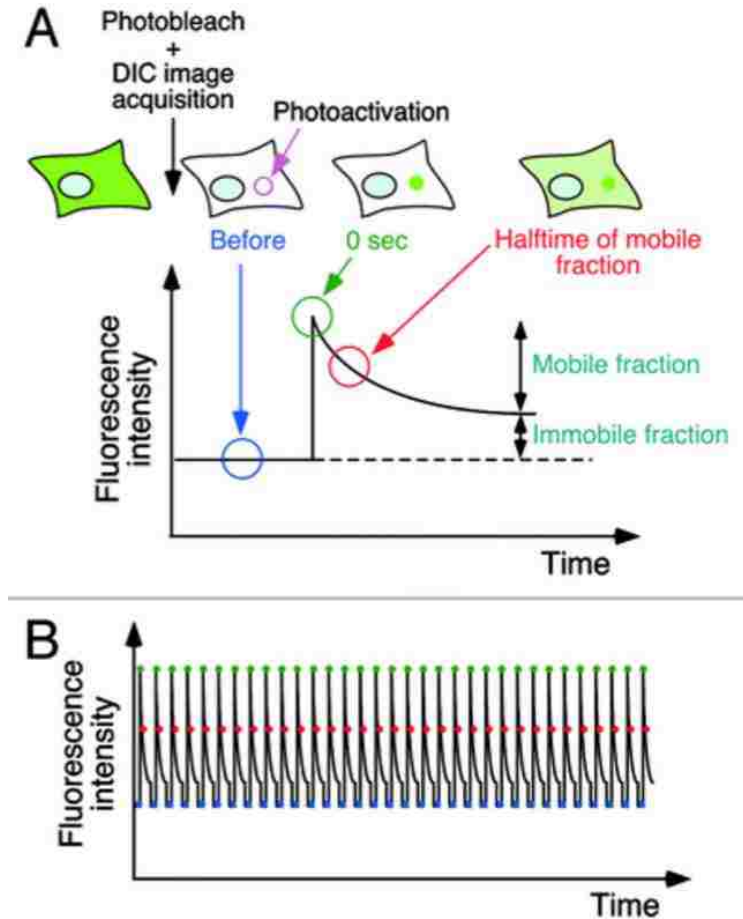 A
Photobleach
+
DIC image
acquisition
Photoactivation
Before
0 sec
Halftime of mobile
fraction
Fluorescence
intensity
Mobile fraction
Immobile fraction
Time
B
Fluorescence
intensity
Time